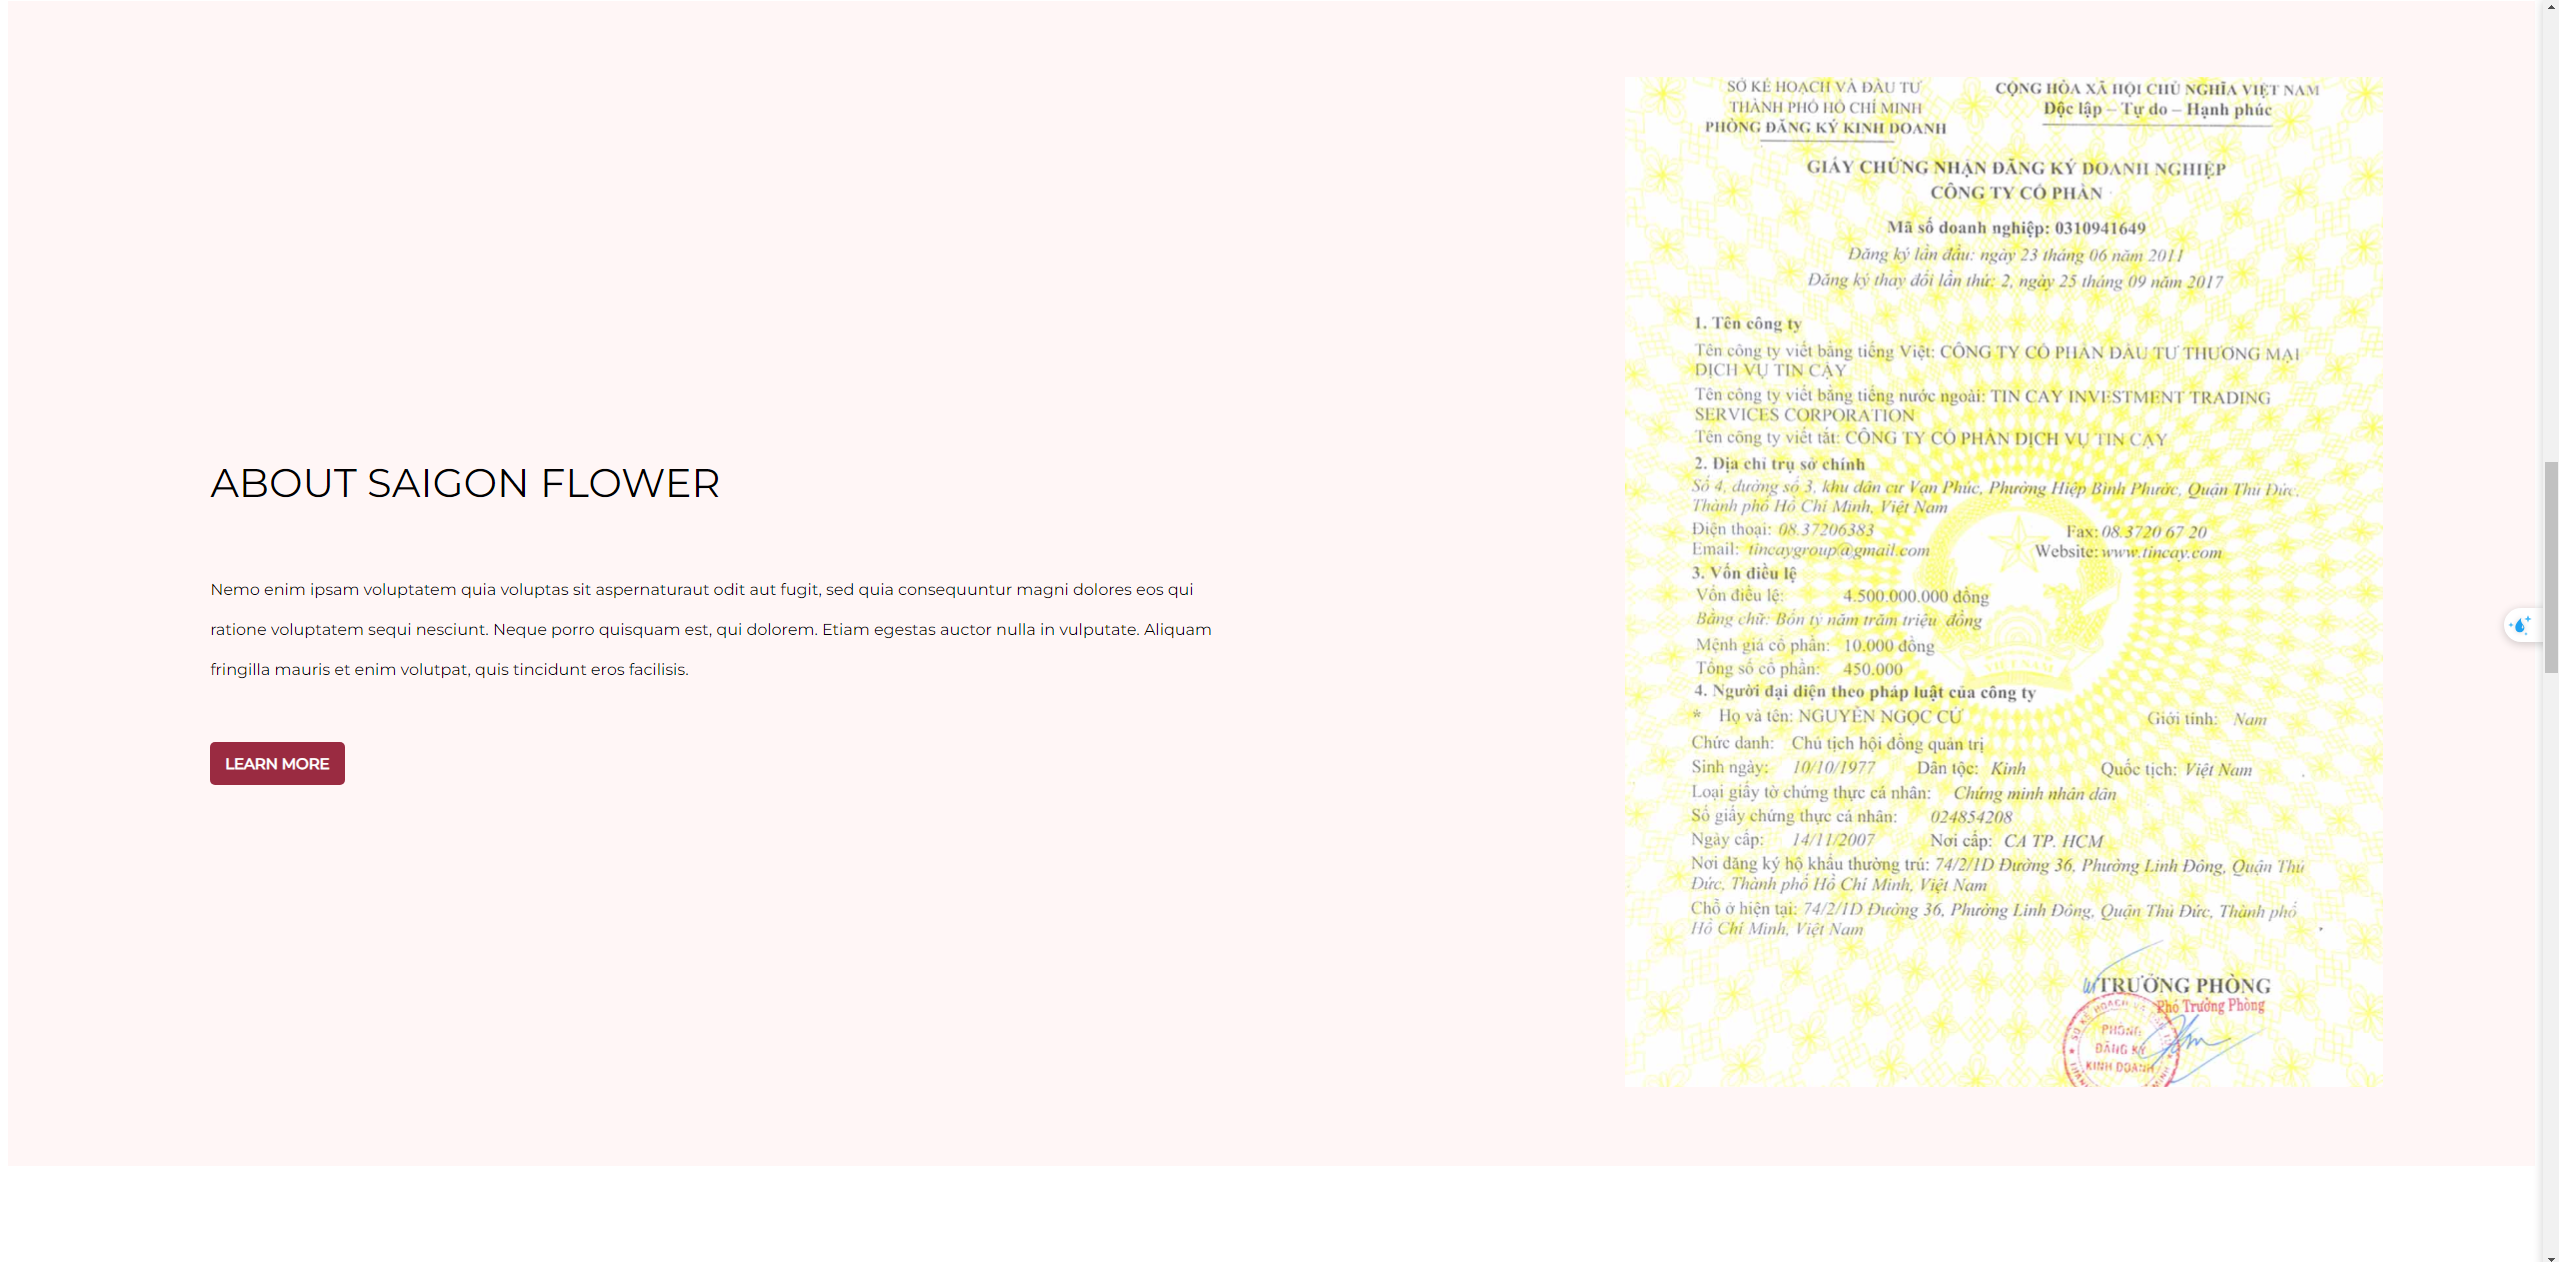 ABOUT SAIGON FLOWER
Nemo enim ipsam voluptatem quia voluptas sit aspernaturaut odit aut fugit, sed quia consequuntur magni dolores eos qui
ratione voluptatem sequi nesciunt. Neque porro quisquam est, qui dolorem. Etiam egestas auctor nulla in vulputate. Aliquam
fringilla mauris et enim volutpat, quis tincidunt eros facilisis.
LEARN MORE
SỞ KẾ HOẠCH VÀ ĐẦU TƯ
THÀNH PHỐ HỒ CHÍ MINH
PHÒNG ĐĂNG KÝ KINH DOANH
CỘNG HÒA XÃ HỘI CHỦ NGHĨA VIỆT NAM
Độc lập – Tự do – Hạnh phúc
GIẤY CHỨNG NHẬN ĐĂNG KÝ DOANH NGHIỆP
CÔNG TY CỔ PHẦN
Mã số doanh nghiệp: 0310941649
Đăng ký lần đầu: ngày 23 tháng 06 năm 2011
Đăng ký thay đổi lần thứ: 2, ngày 25 tháng 09 năm 2017
1. Tên công ty
Tên công ty viết bằng tiếng Việt: CÔNG TY CỔ PHẦN ĐẦU TƯ THƯƠNG MẠI
DỊCH VỤ TIN CẬY
Tên công ty viết bằng tiếng nước ngoài: TIN CAY INVESTMENT TRADING
SERVICES CORPORATION
Tên công ty viết tắt: CÔNG TY CỔ PHẦN DỊCH VỤ TIN CẬY
2. Địa chỉ trụ sở chính
Số 4, đường số 3, khu dân cư Vạn Phúc, Phường Hiệp Bình Phước, Quận Thủ Đức,
Thành phố Hồ Chí Minh, Việt Nam
Điện thoại: 08.37206383 Fax: 08.3720 67 20
Email: tincaygroup@gmail.com Website: www.tincay.com
3. Vốn điều lệ
Vốn điều lệ: 4.500.000.000 đồng
Bằng chữ: Bốn tỷ năm trăm triệu đồng
Mệnh giá cổ phần: 10.000 đồng
Tổng số cổ phần: 450.000
4. Người đại diện theo pháp luật của công ty
* Họ và tên: NGUYỄN NGỌC CỪ Giới tính: Nam
Chức danh: Chủ tịch hội đồng quản trị
Sinh ngày: 10/10/1977 Dân tộc: Kinh Quốc tịch: Việt Nam
Loại giấy tờ chứng thực cá nhân: Chứng minh nhân dân
Số giấy chứng thực cá nhân: 024854208
Ngày cấp: 14/11/2007 Nơi cấp: CA TP. HCM
Nơi đăng ký hộ khẩu thường trú: 74/2/1D Đường 36, Phường Linh Đông, Quận Thủ
Đức, Thành phố Hồ Chí Minh, Việt Nam
Chỗ ở hiện tại: 74/2/1D Đường 36, Phường Linh Đông, Quận Thủ Đức, Thành phố
Hồ Chí Minh, Việt Nam
TRƯỞNG PHÒNG
Phó Trưởng Phòng
PHÒNG
ĐĂNG KÝ
KINH DOANH